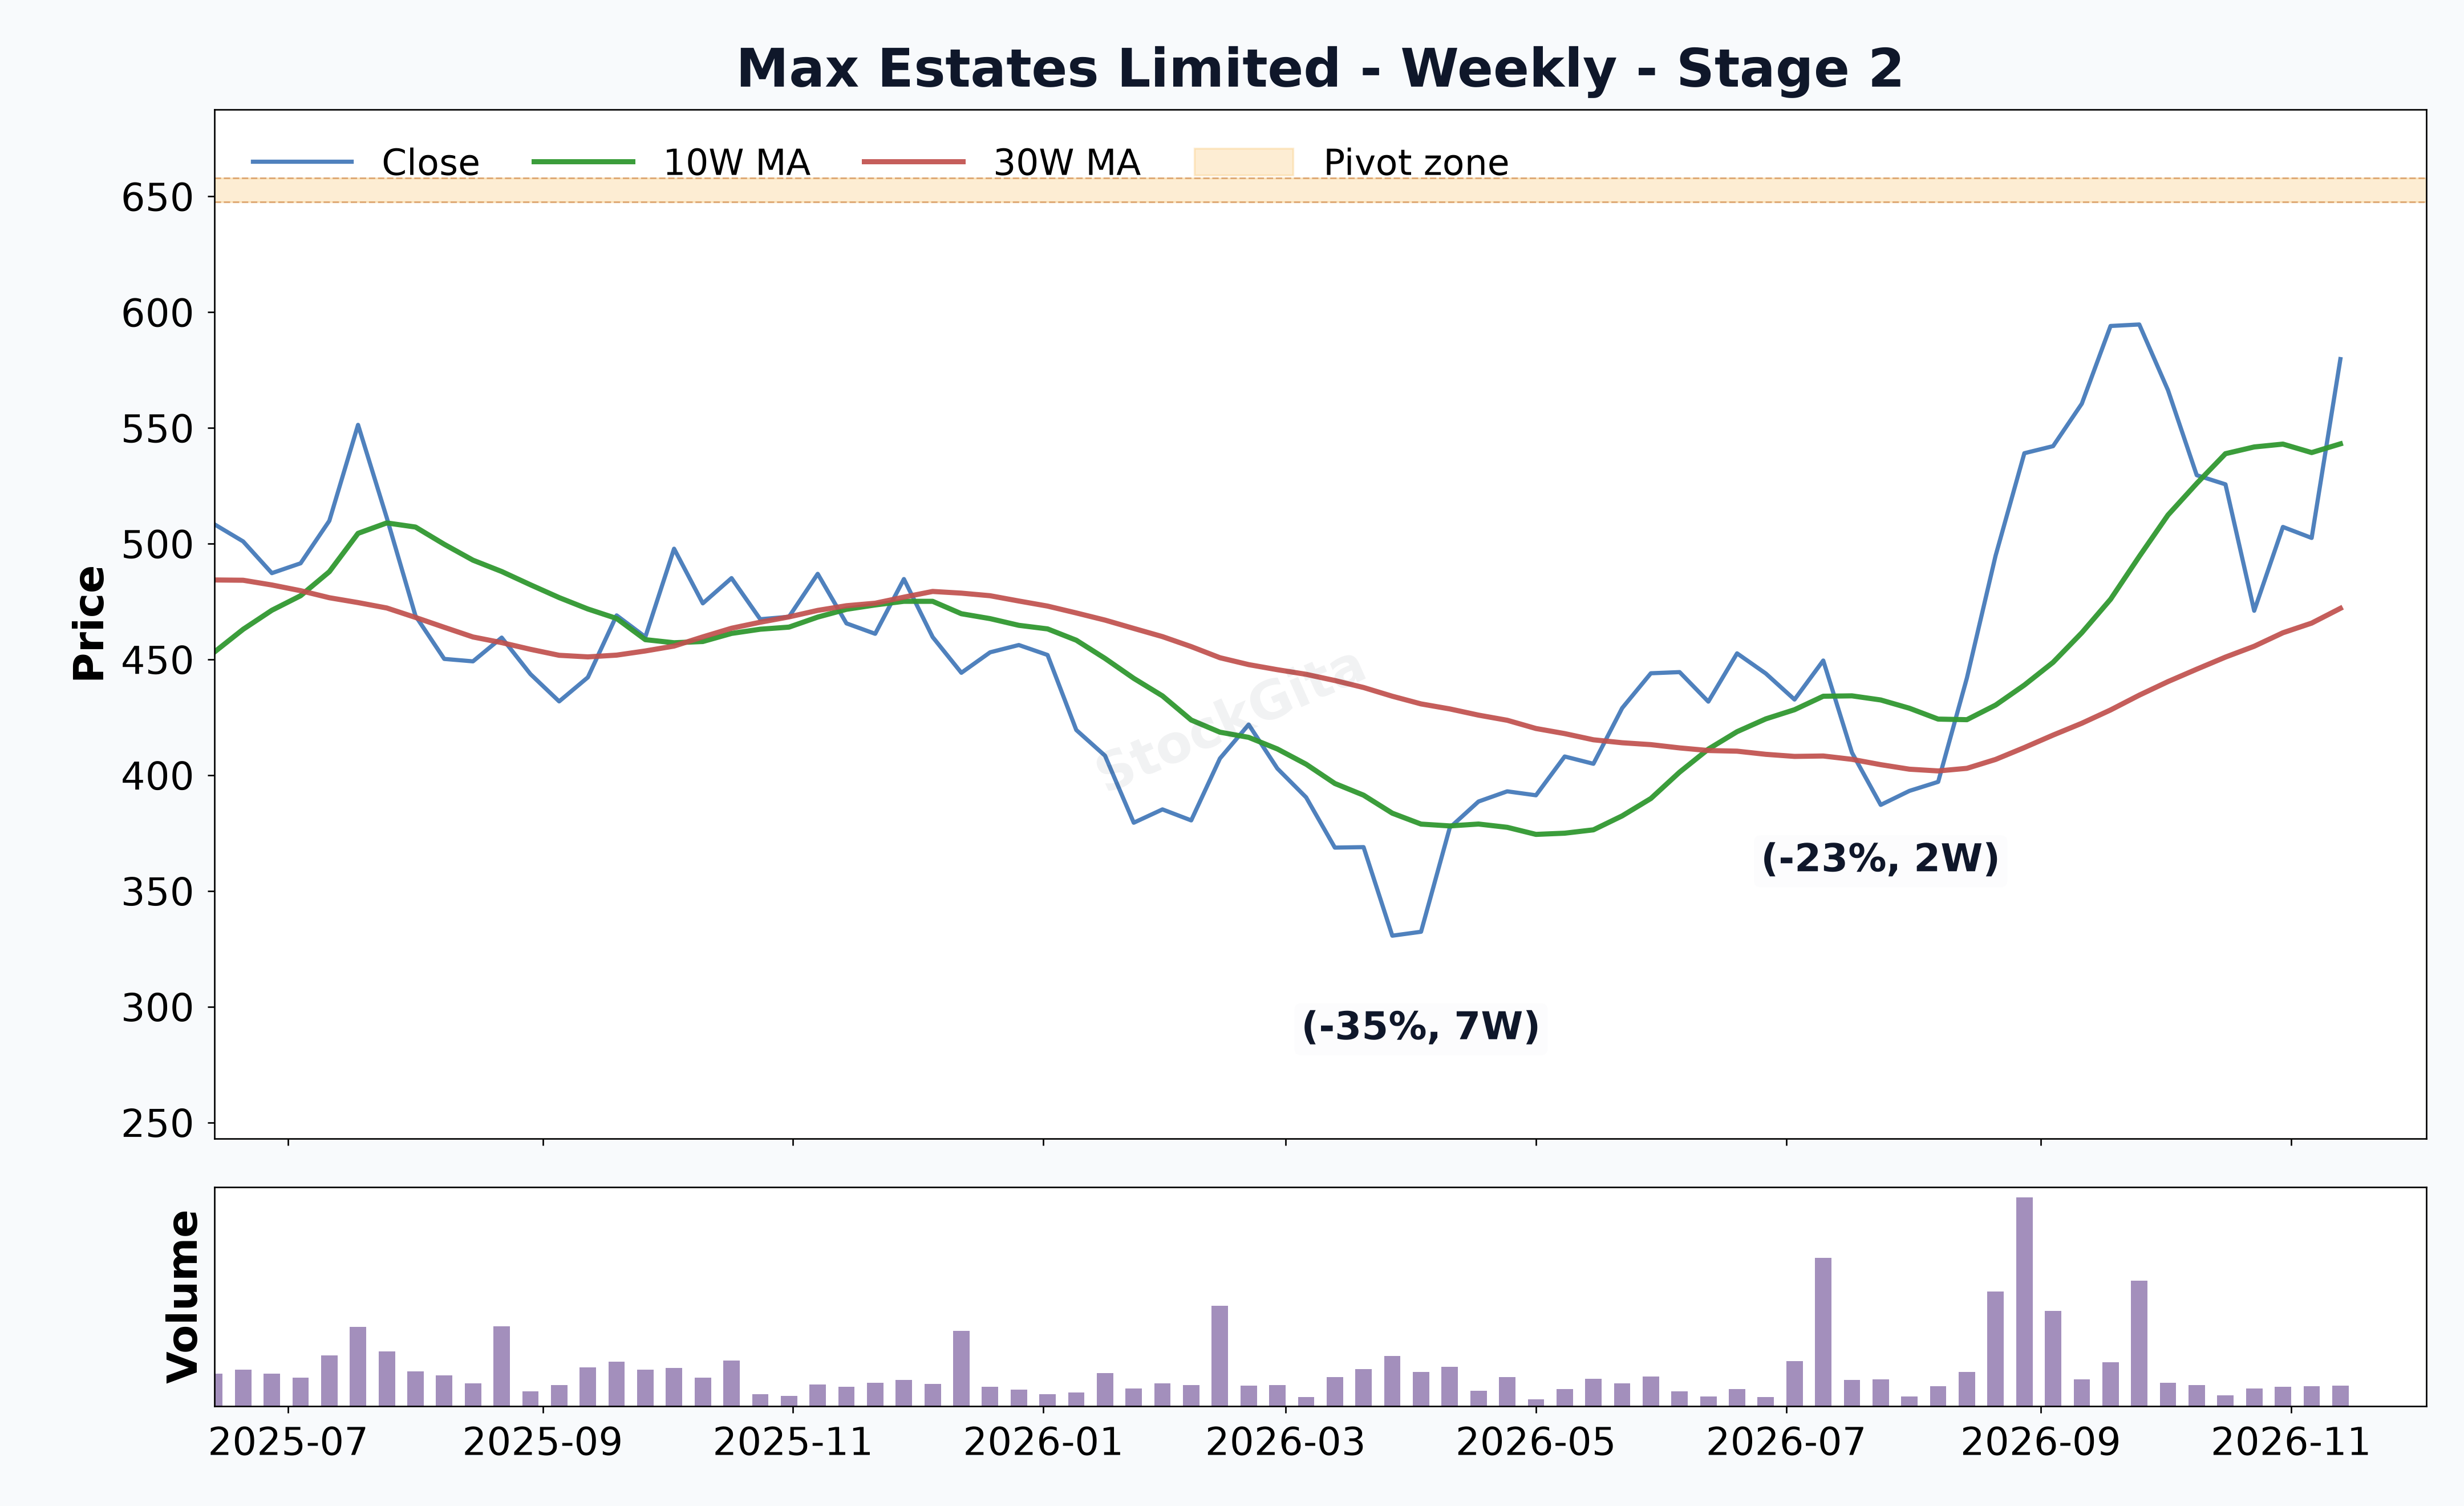 Max Estates Limited - Weekly - Stage 2
Close 10W MA 30W MA Pivot zone
Price
650
600
550
500
450
400
350
300
250
StockGita
(-23%, 2W)
(-35%, 7W)
Volume
2025-07 2025-09 2025-11 2026-01 2026-03 2026-05 2026-07 2026-09 2026-11